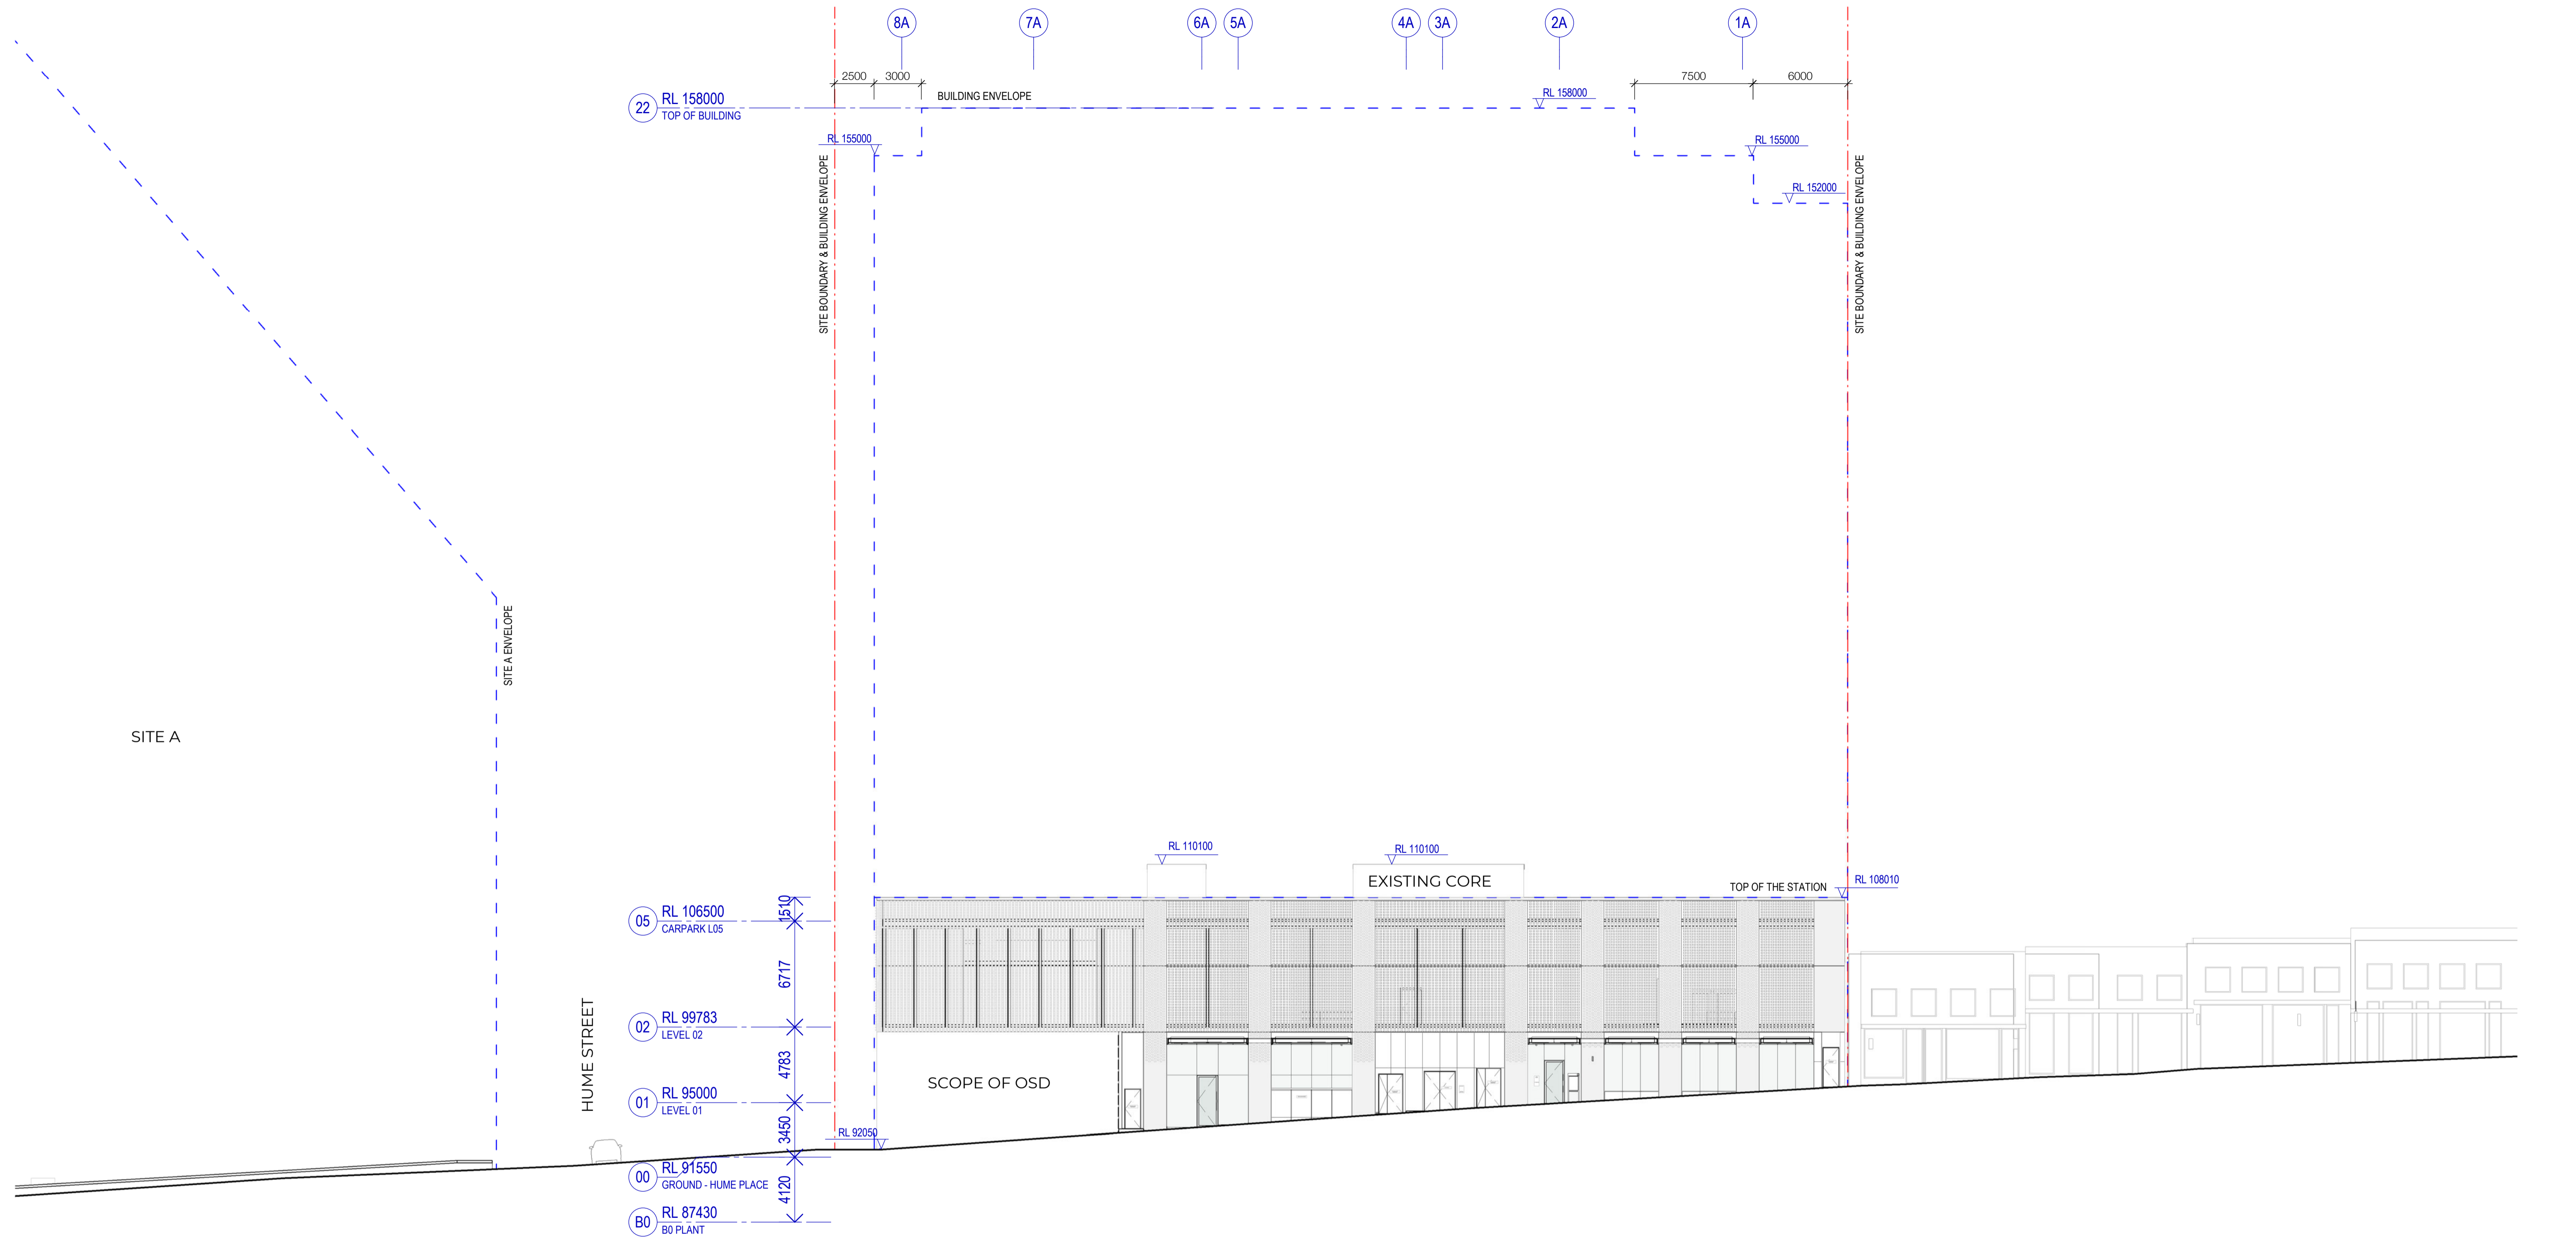 8A 7A 6A 5A 4A 3A 2A 1A
2500 3000 7500 6000
BUILDING ENVELOPE
RL 158000
22 RL 158000
TOP OF BUILDING
RL 155000
RL 155000
RL 152000
SITE BOUNDARY & BUILDING ENVELOPE
SITE BOUNDARY & BUILDING ENVELOPE
SITE A ENVELOPE
SITE A
RL 110100
RL 110100
EXISTING CORE
TOP OF THE STATION
RL 108010
1510
05 RL 106500
CARPARK L05
6717
02 RL 99783
LEVEL 02
HUME STREET
4783
SCOPE OF OSD
01 RL 95000
LEVEL 01
3450
RL 92050
00 RL 91550
GROUND - HUME PLACE
4120
B0 RL 87430
B0 PLANT